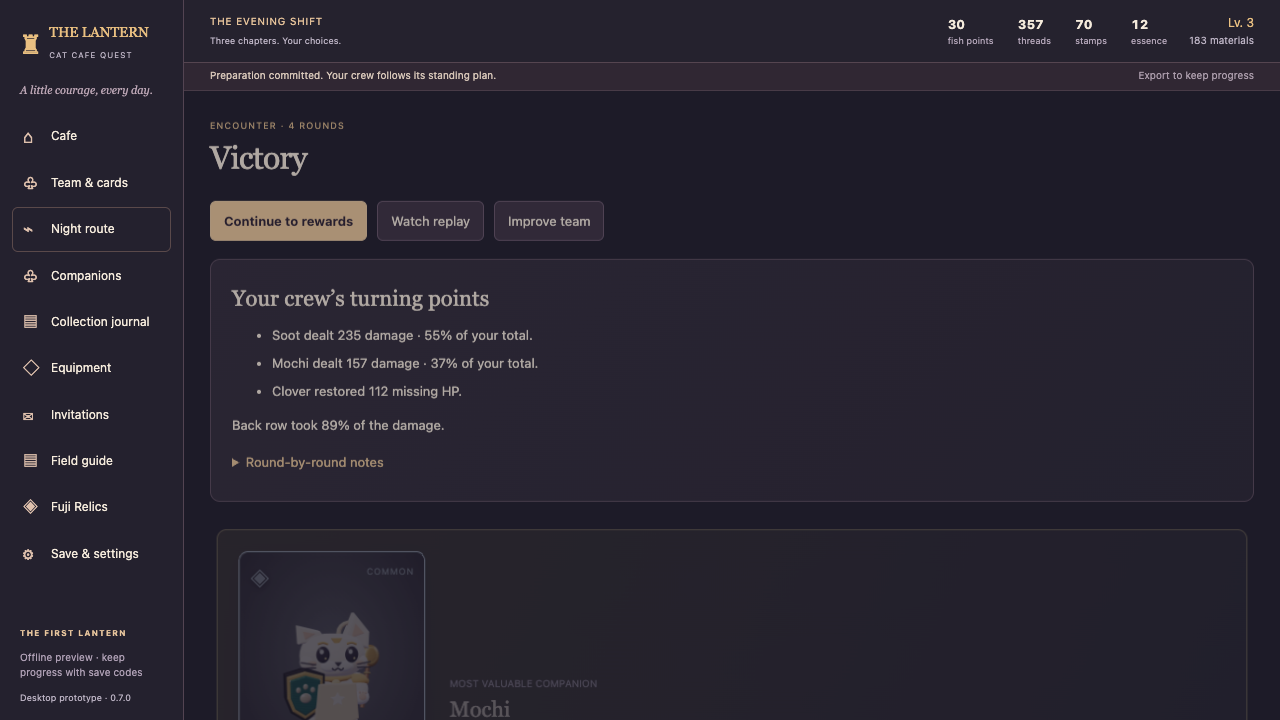 THE LANTERN
CAT CAFE QUEST
A little courage, every day.
Cafe
Team & cards
Night route
Companions
Collection journal
Equipment
Invitations
Field guide
Fuji Relics
Save & settings
THE FIRST LANTERN
Offline preview · keep
progress with save codes
Desktop prototype · 0.7.0
THE EVENING SHIFT
Three chapters. Your choices.
30
fish points
357
threads
70
stamps
12
essence
Lv. 3
183 materials
Preparation committed. Your crew follows its standing plan.
Export to keep progress
ENCOUNTER · 4 ROUNDS
Victory
Continue to rewards
Watch replay
Improve team
Your crew’s turning points
• Soot dealt 235 damage · 55% of your total.
• Mochi dealt 157 damage · 37% of your total.
• Clover restored 112 missing HP.
Back row took 89% of the damage.
Round-by-round notes
COMMON
MOST VALUABLE COMPANION
Mochi